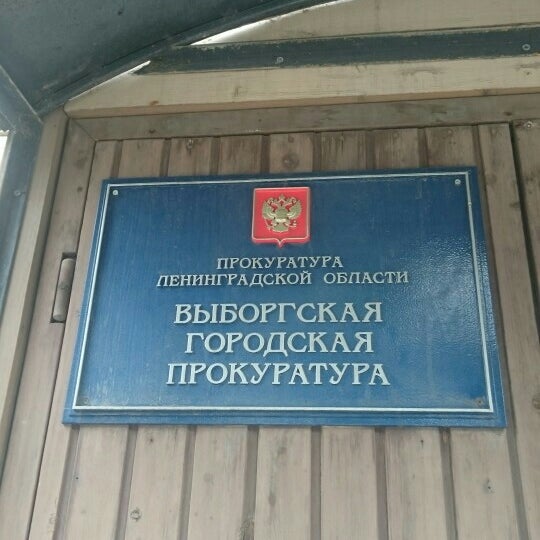 ПРОКУРАТУРА
ЛЕНИНГРАДСКОЙ ОБЛАСТИ
ВЫБОРГСКАЯ
ГОРОДСКАЯ
ПРОКУРАТУРА